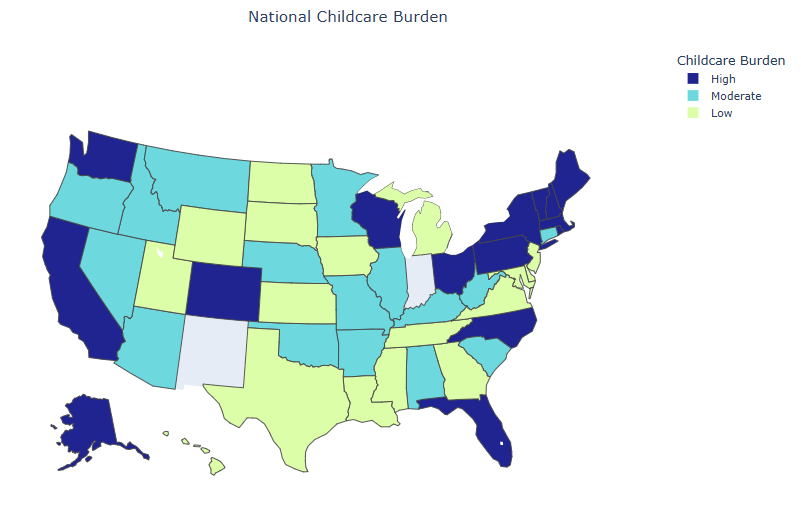 National Childcare Burden
Childcare Burden
High
Moderate
Low